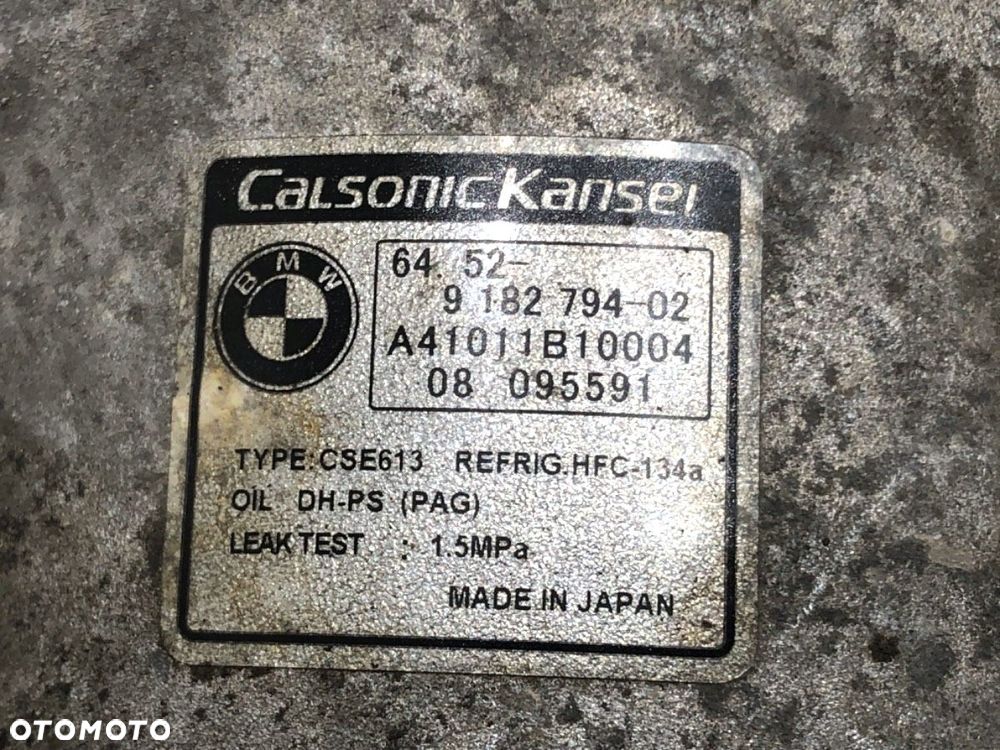 CalsonicKansei
BMW
64. 52-
9 182 794-02
A41011B10004
08 095591
TYPE:CSE613 REFRIG.HFC-134a
OIL DH-PS (PAG)
LEAK TEST : 1.5MPa
MADE IN JAPAN
OTOMOTO